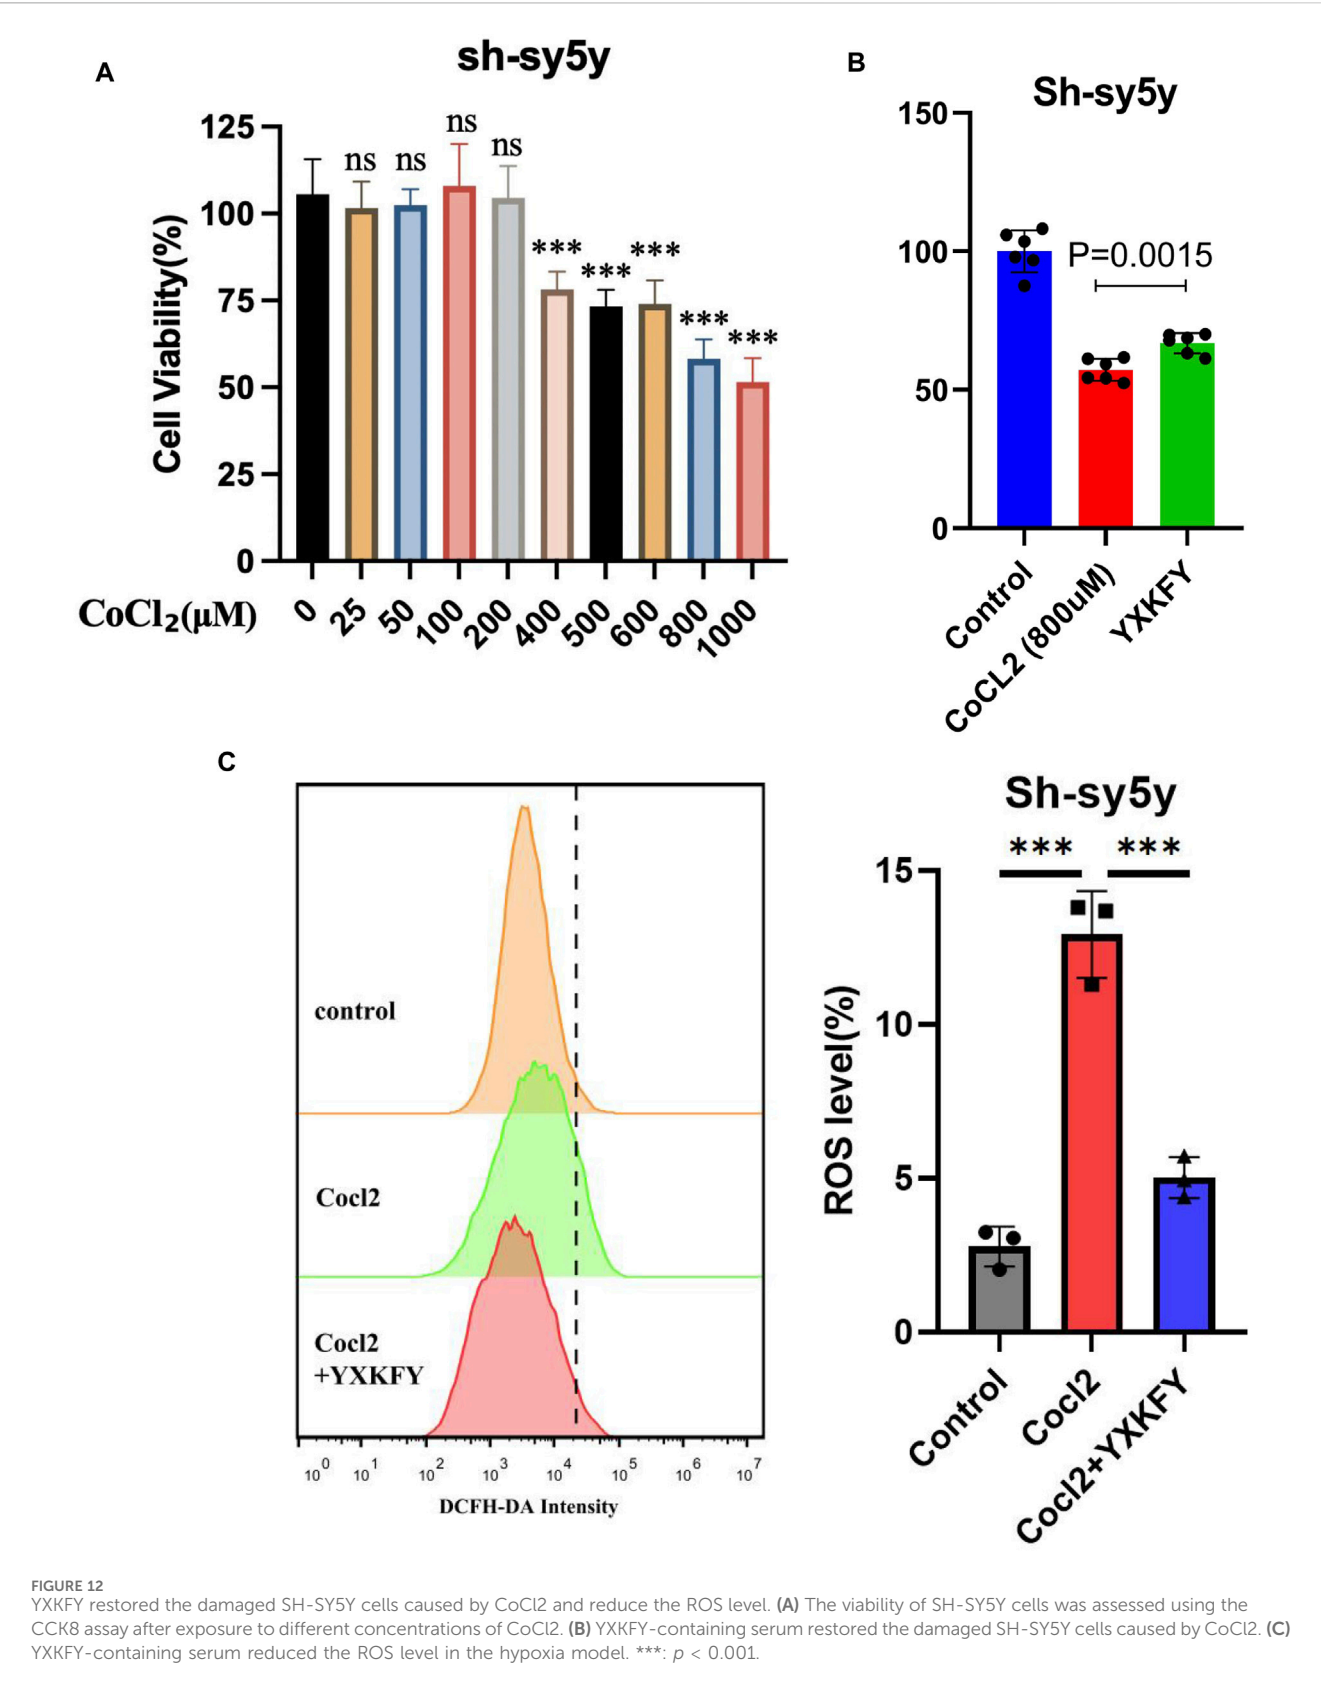 A
sh-sy5y
125
100
75
50
25
0
Cell Viability(%)
ns
ns
ns
ns
***
***
***
***
***
CoCl₂(μM)
0
25
50
100
200
400
500
600
800
1000
B
Sh-sy5y
150
100
50
0
P=0.0015
Control
CoCL2 (800uM)
YXKFY
C
control
Cocl2
Cocl2
+YXKFY
10⁰ 10¹ 10² 10³ 10⁴ 10⁵ 10⁶ 10⁷
DCFH-DA Intensity
Sh-sy5y
*** ***
15
10
5
0
ROS level(%)
Control
Cocl2
Cocl2+YXKFY
FIGURE 12
YXKFY restored the damaged SH-SY5Y cells caused by CoCl2 and reduce the ROS level. (A) The viability of SH-SY5Y cells was assessed using the
CCK8 assay after exposure to different concentrations of CoCl2. (B) YXKFY-containing serum restored the damaged SH-SY5Y cells caused by CoCl2. (C)
YXKFY-containing serum reduced the ROS level in the hypoxia model. ***: p < 0.001.